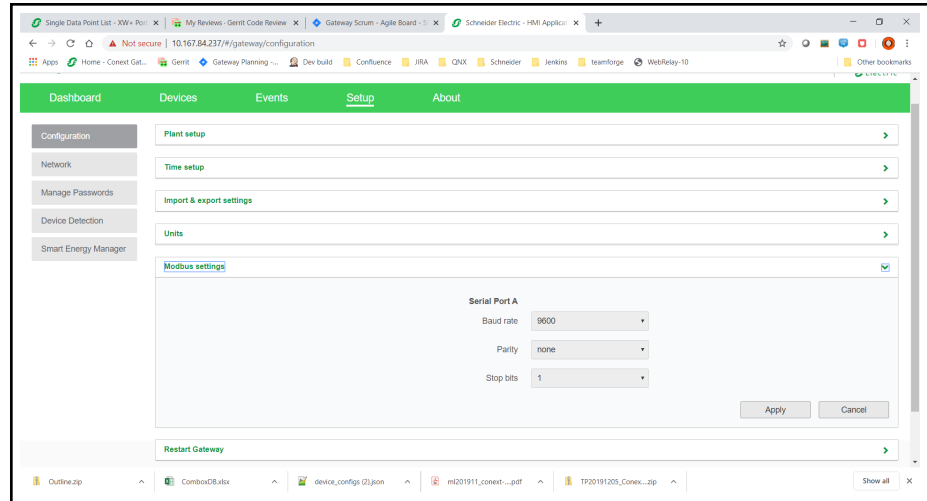 Single Data Point List - XW+ Por
My Reviews - Gerrit Code Review
Gateway Scrum - Agile Board - S
Schneider Electric - HMI Applicat
Not secure | 10.167.84.237/#/gateway/configuration
Apps Home - Conext Gat... Gerrit Gateway Planning -... Dev build Confluence JIRA QNX Schneider Jenkins teamforge WebRelay-10 Other bookmarks
Dashboard Devices Events Setup About
Configuration
Network
Manage Passwords
Device Detection
Smart Energy Manager
Plant setup
Time setup
Import & export settings
Units
Modbus settings
Serial Port A
Baud rate 9600
Parity none
Stop bits 1
Apply Cancel
Restart Gateway
Outline.zip ComboxDB.xlsx device_configs (2).json ml201911_conext-....pdf TP20191205_Conex....zip Show all